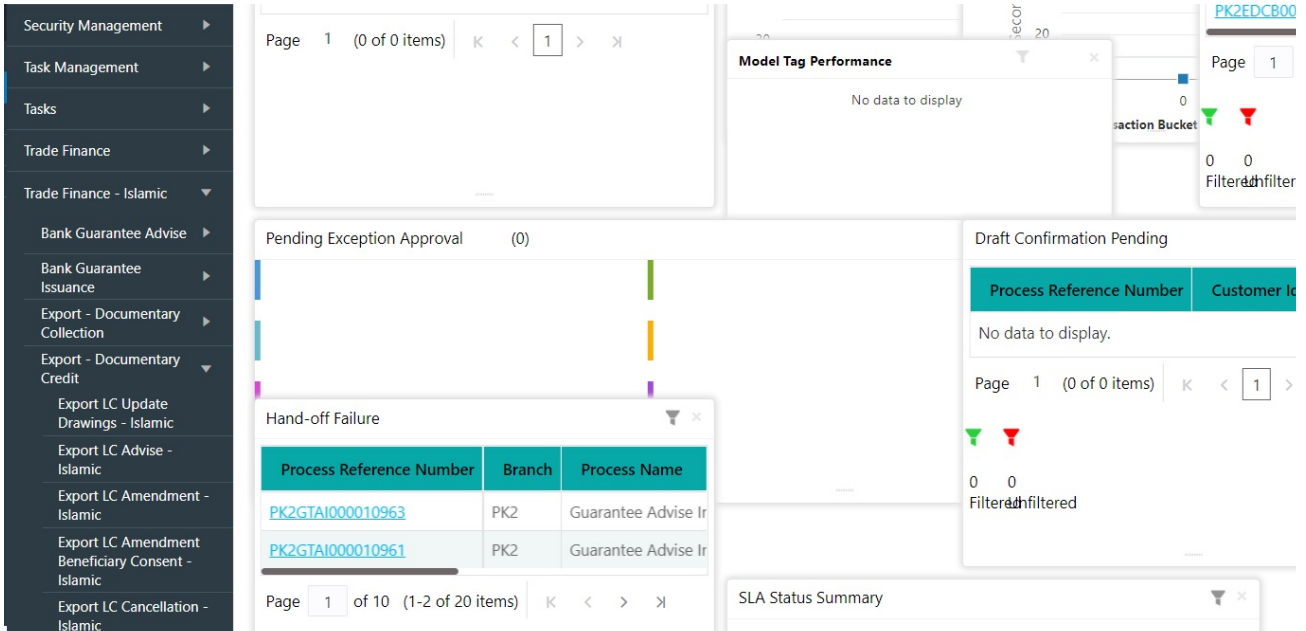 Security Management
Task Management
Tasks
Trade Finance
Trade Finance - Islamic
Bank Guarantee Advise
Bank Guarantee
Issuance
Export - Documentary
Collection
Export - Documentary
Credit
Export LC Update
Drawings - Islamic
Export LC Advise -
Islamic
Export LC Amendment -
Islamic
Export LC Amendment
Beneficiary Consent -
Islamic
Export LC Cancellation -
Islamic
Page 1 (0 of 0 items) 1
Model Tag Performance
No data to display
20
0
saction Bucket
PK2EDCB00
Page 1
0 0
Filtered Unfilter
Pending Exception Approval (0)
Draft Confirmation Pending
Process Reference Number Customer Id
No data to display.
Page 1 (0 of 0 items) 1
0 0
Filtered Unfiltered
Hand-off Failure
Process Reference Number Branch Process Name
PK2GTAI000010963 PK2 Guarantee Advise Ir
PK2GTAI000010961 PK2 Guarantee Advise Ir
Page 1 of 10 (1-2 of 20 items)
SLA Status Summary